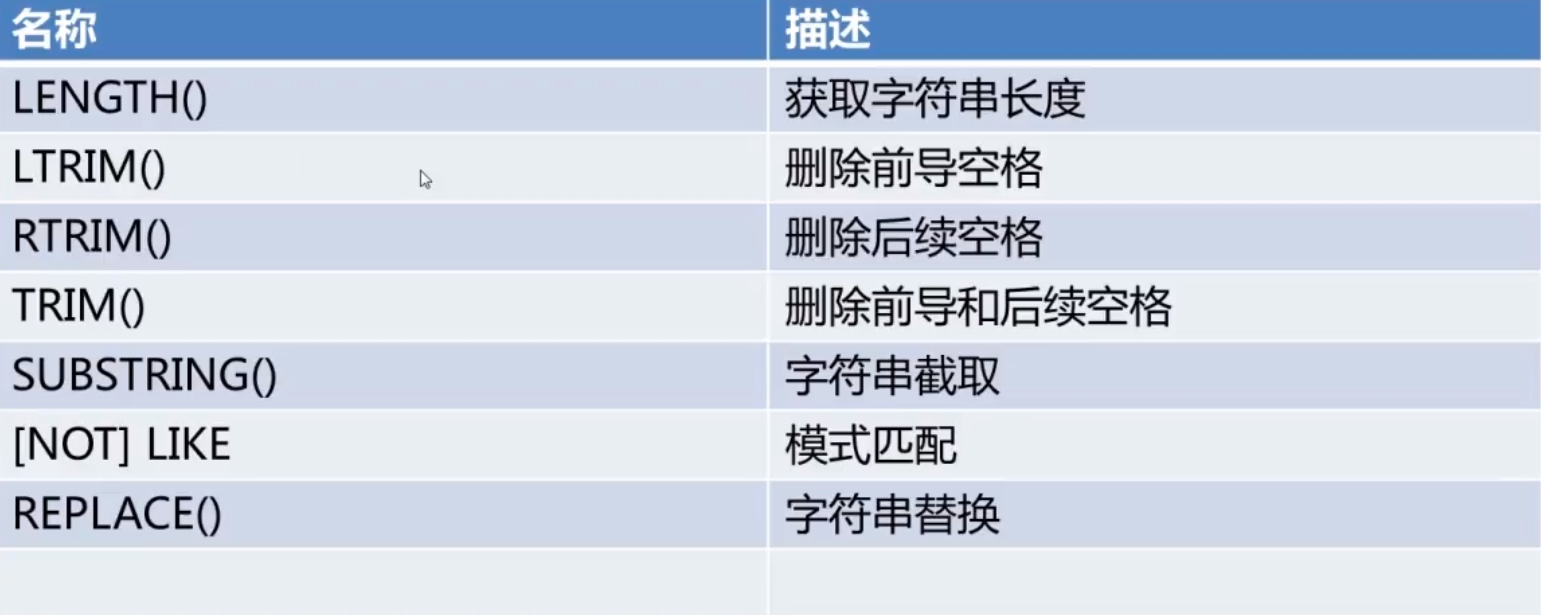 名称 描述
LENGTH() 获取字符串长度
LTRIM() 删除前导空格
RTRIM() 删除后续空格
TRIM() 删除前导和后续空格
SUBSTRING() 字符串截取
[NOT] LIKE 模式匹配
REPLACE() 字符串替换